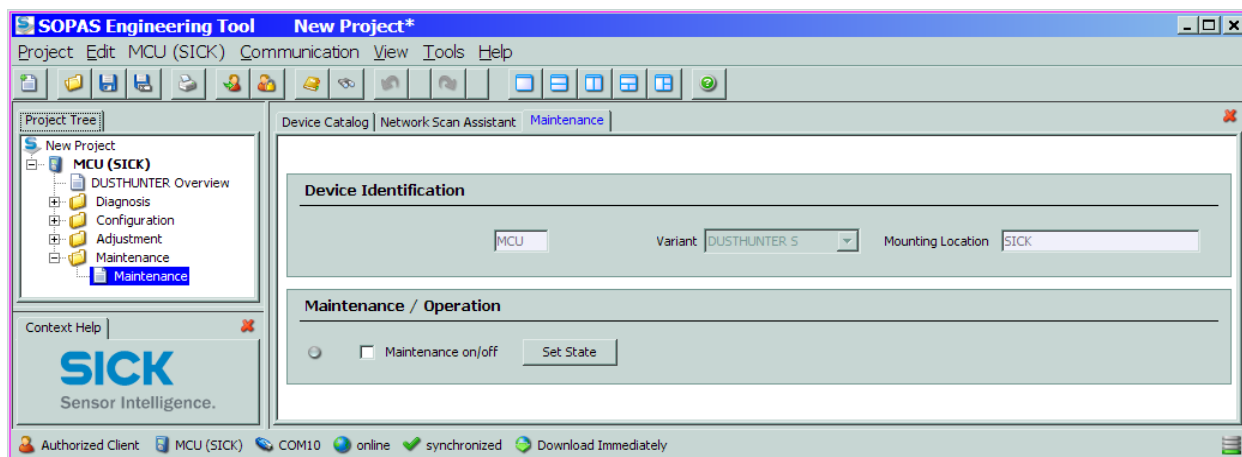 SOPAS Engineering Tool New Project*
Project Edit MCU (SICK) Communication View Tools Help
Project Tree
New Project
MCU (SICK)
DUSTHUNTER Overview
Diagnosis
Configuration
Adjustment
Maintenance
Maintenance
Context Help
SICK
Sensor Intelligence.
Device Catalog Network Scan Assistant Maintenance
Device Identification
MCU Variant DUSTHUNTER S Mounting Location SICK
Maintenance / Operation
Maintenance on/off Set State
Authorized Client MCU (SICK) COM10 online synchronized Download Immediately